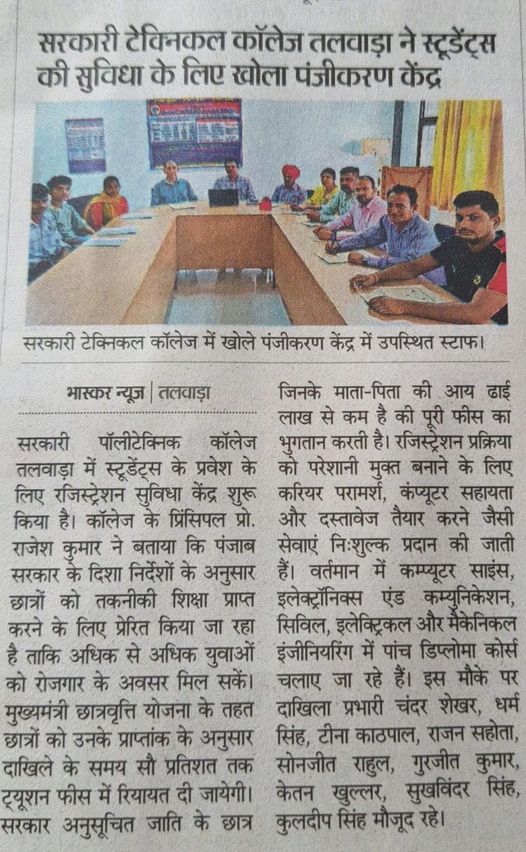 सरकारी टेक्निकल कॉलेज तलवाड़ा ने स्टूडेंट्स
की सुविधा के लिए खोला पंजीकरण केंद्र
सरकारी टेक्निकल कॉलेज में खोले पंजीकरण केंद्र में उपस्थित स्टाफ।
भास्कर न्यूज | तलवाड़ा
सरकारी पॉलीटेक्निक कॉलेज
तलवाड़ा में स्टूडेंट्स के प्रवेश के
लिए रजिस्ट्रेशन सुविधा केंद्र शुरू
किया है। कॉलेज के प्रिंसिपल प्रो.
राजेश कुमार ने बताया कि पंजाब
सरकार के दिशा निर्देशों के अनुसार
छात्रों को तकनीकी शिक्षा प्राप्त
करने के लिए प्रेरित किया जा रहा
है ताकि अधिक से अधिक युवाओं
को रोजगार के अवसर मिल सकें।
मुख्यमंत्री छात्रवृत्ति योजना के तहत
छात्रों को उनके प्राप्तांक के अनुसार
दाखिले के समय सौ प्रतिशत तक
ट्यूशन फीस में रियायत दी जायेगी।
सरकार अनुसूचित जाति के छात्र
जिनके माता-पिता की आय ढाई
लाख से कम है की पूरी फीस का
भुगतान करती है। रजिस्ट्रेशन प्रक्रिया
को परेशानी मुक्त बनाने के लिए
करियर परामर्श, कंप्यूटर सहायता
और दस्तावेज तैयार करने जैसी
सेवाएं निःशुल्क प्रदान की जाती
हैं। वर्तमान में कम्प्यूटर साइंस,
इलेक्ट्रॉनिक्स एंड कम्युनिकेशन,
सिविल, इलेक्ट्रिकल और मैकेनिकल
इंजीनियरिंग में पांच डिप्लोमा कोर्स
चलाए जा रहे हैं। इस मौके पर
दाखिला प्रभारी चंदर शेखर, धर्म
सिंह, टीना काठपाल, राजन सहोता,
सोनजीत राहुल, गुरजीत कुमार,
केतन खुल्लर, सुखविंदर सिंह,
कुलदीप सिंह मौजूद रहे।